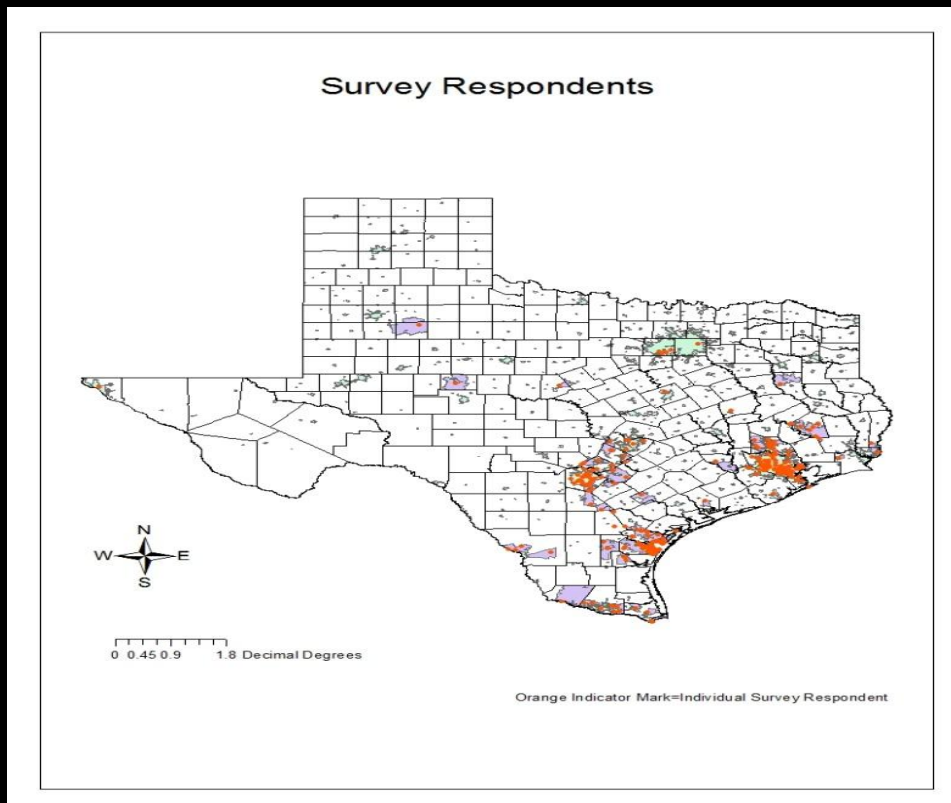 Survey Respondents
N
W E
S
0 0.45 0.9 1.8 Decimal Degrees
Orange Indicator Mark=Individual Survey Respondent